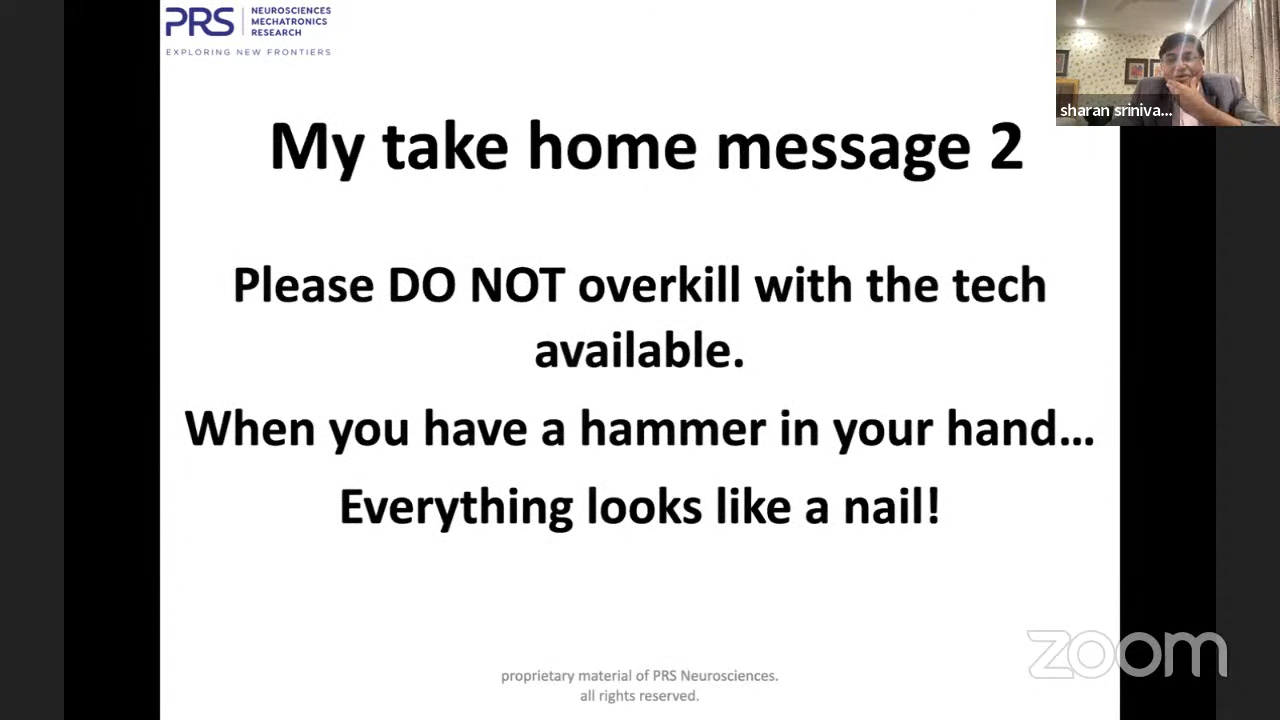 PRS
NEUROSCIENCES
MECHATRONICS
RESEARCH
EXPLORING NEW FRONTIERS
sharan sriniva...
My take home message 2
Please DO NOT overkill with the tech
available.
When you have a hammer in your hand...
Everything looks like a nail!
zoom
proprietary material of PRS Neurosciences.
all rights reserved.